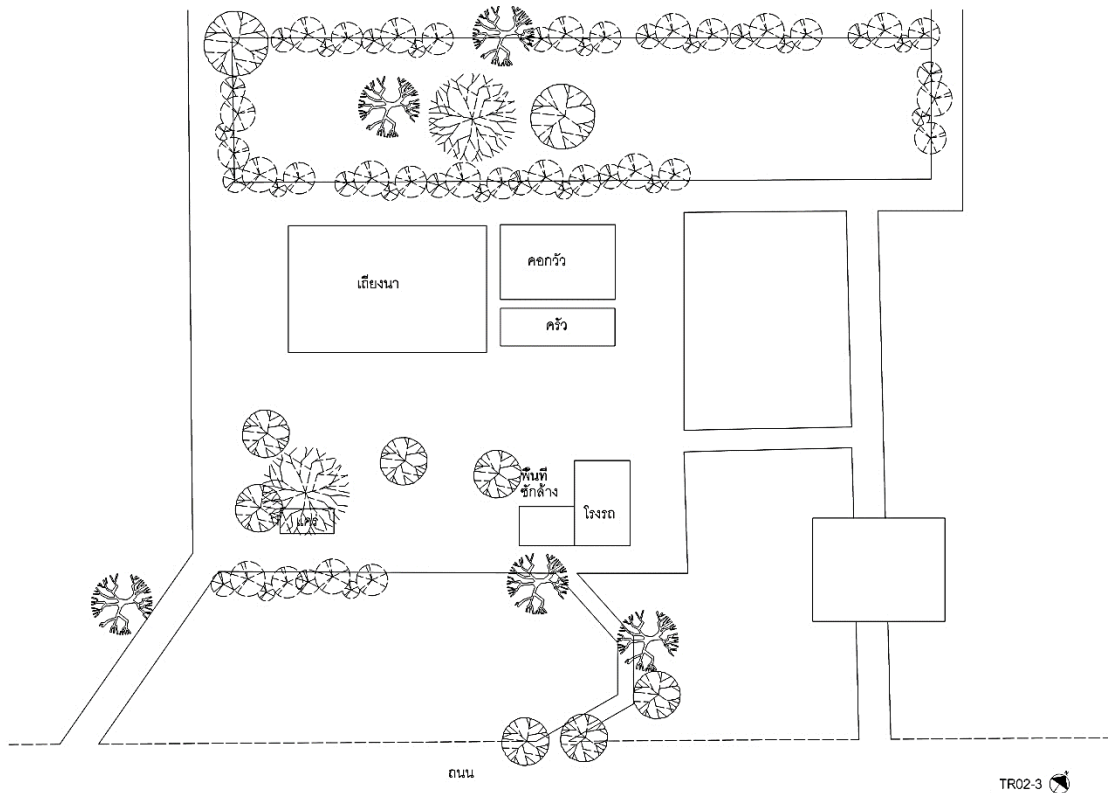 คอกวัว
เถียงนา
ครัว
พื้นที่
ซักล้าง
โรงรถ
แคร่
ถนน
TR02-3